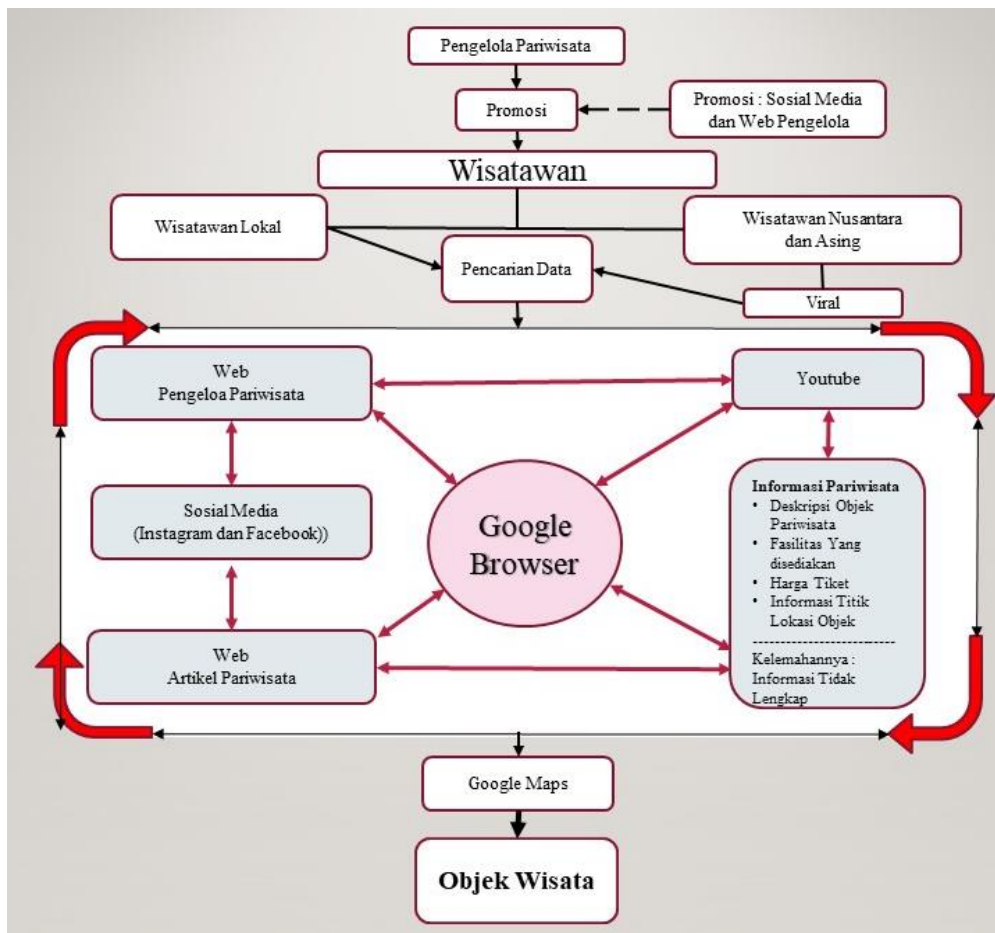 Pengelola Pariwisata
Promosi
Promosi : Sosial Media
dan Web Pengelola
Wisatawan
Wisatawan Lokal
Wisatawan Nusantara
dan Asing
Pencarian Data
Viral
Web
Pengeloa Pariwisata
Youtube
Sosial Media
(Instagram dan Facebook))
Google
Browser
Informasi Pariwisata
• Deskripsi Objek
Pariwisata
• Fasilitas Yang
disediakan
• Harga Tiket
• Informasi Titik
Lokasi Objek
---------------------------
Kelemahannya :
Informasi Tidak
Lengkap
Web
Artikel Pariwisata
Google Maps
Objek Wisata